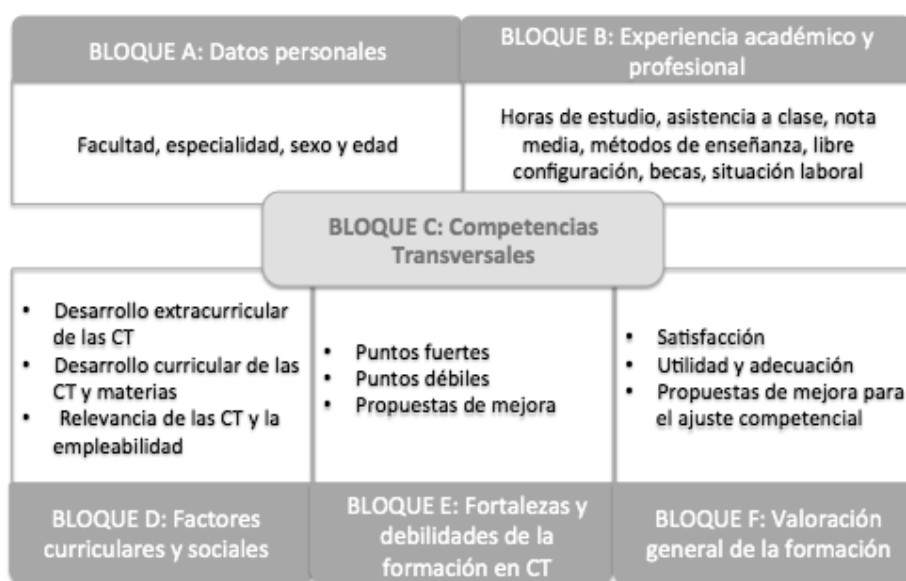 BLOQUE A: Datos personales
BLOQUE B: Experiencia académico y
profesional
Facultad, especialidad, sexo y edad
Horas de estudio, asistencia a clase, nota
media, métodos de enseñanza, libre
configuración, becas, situación laboral
BLOQUE C: Competencias
Transversales
• Desarrollo extracurricular
de las CT
• Desarrollo curricular de las
CT y materias
• Relevancia de las CT y la
empleabilidad
• Puntos fuertes
• Puntos débiles
• Propuestas de mejora
• Satisfacción
• Utilidad y adecuación
• Propuestas de mejora para
el ajuste competencial
BLOQUE D: Factores
curriculares y sociales
BLOQUE E: Fortalezas y
debilidades de la
formación en CT
BLOQUE F: Valoración
general de la formación